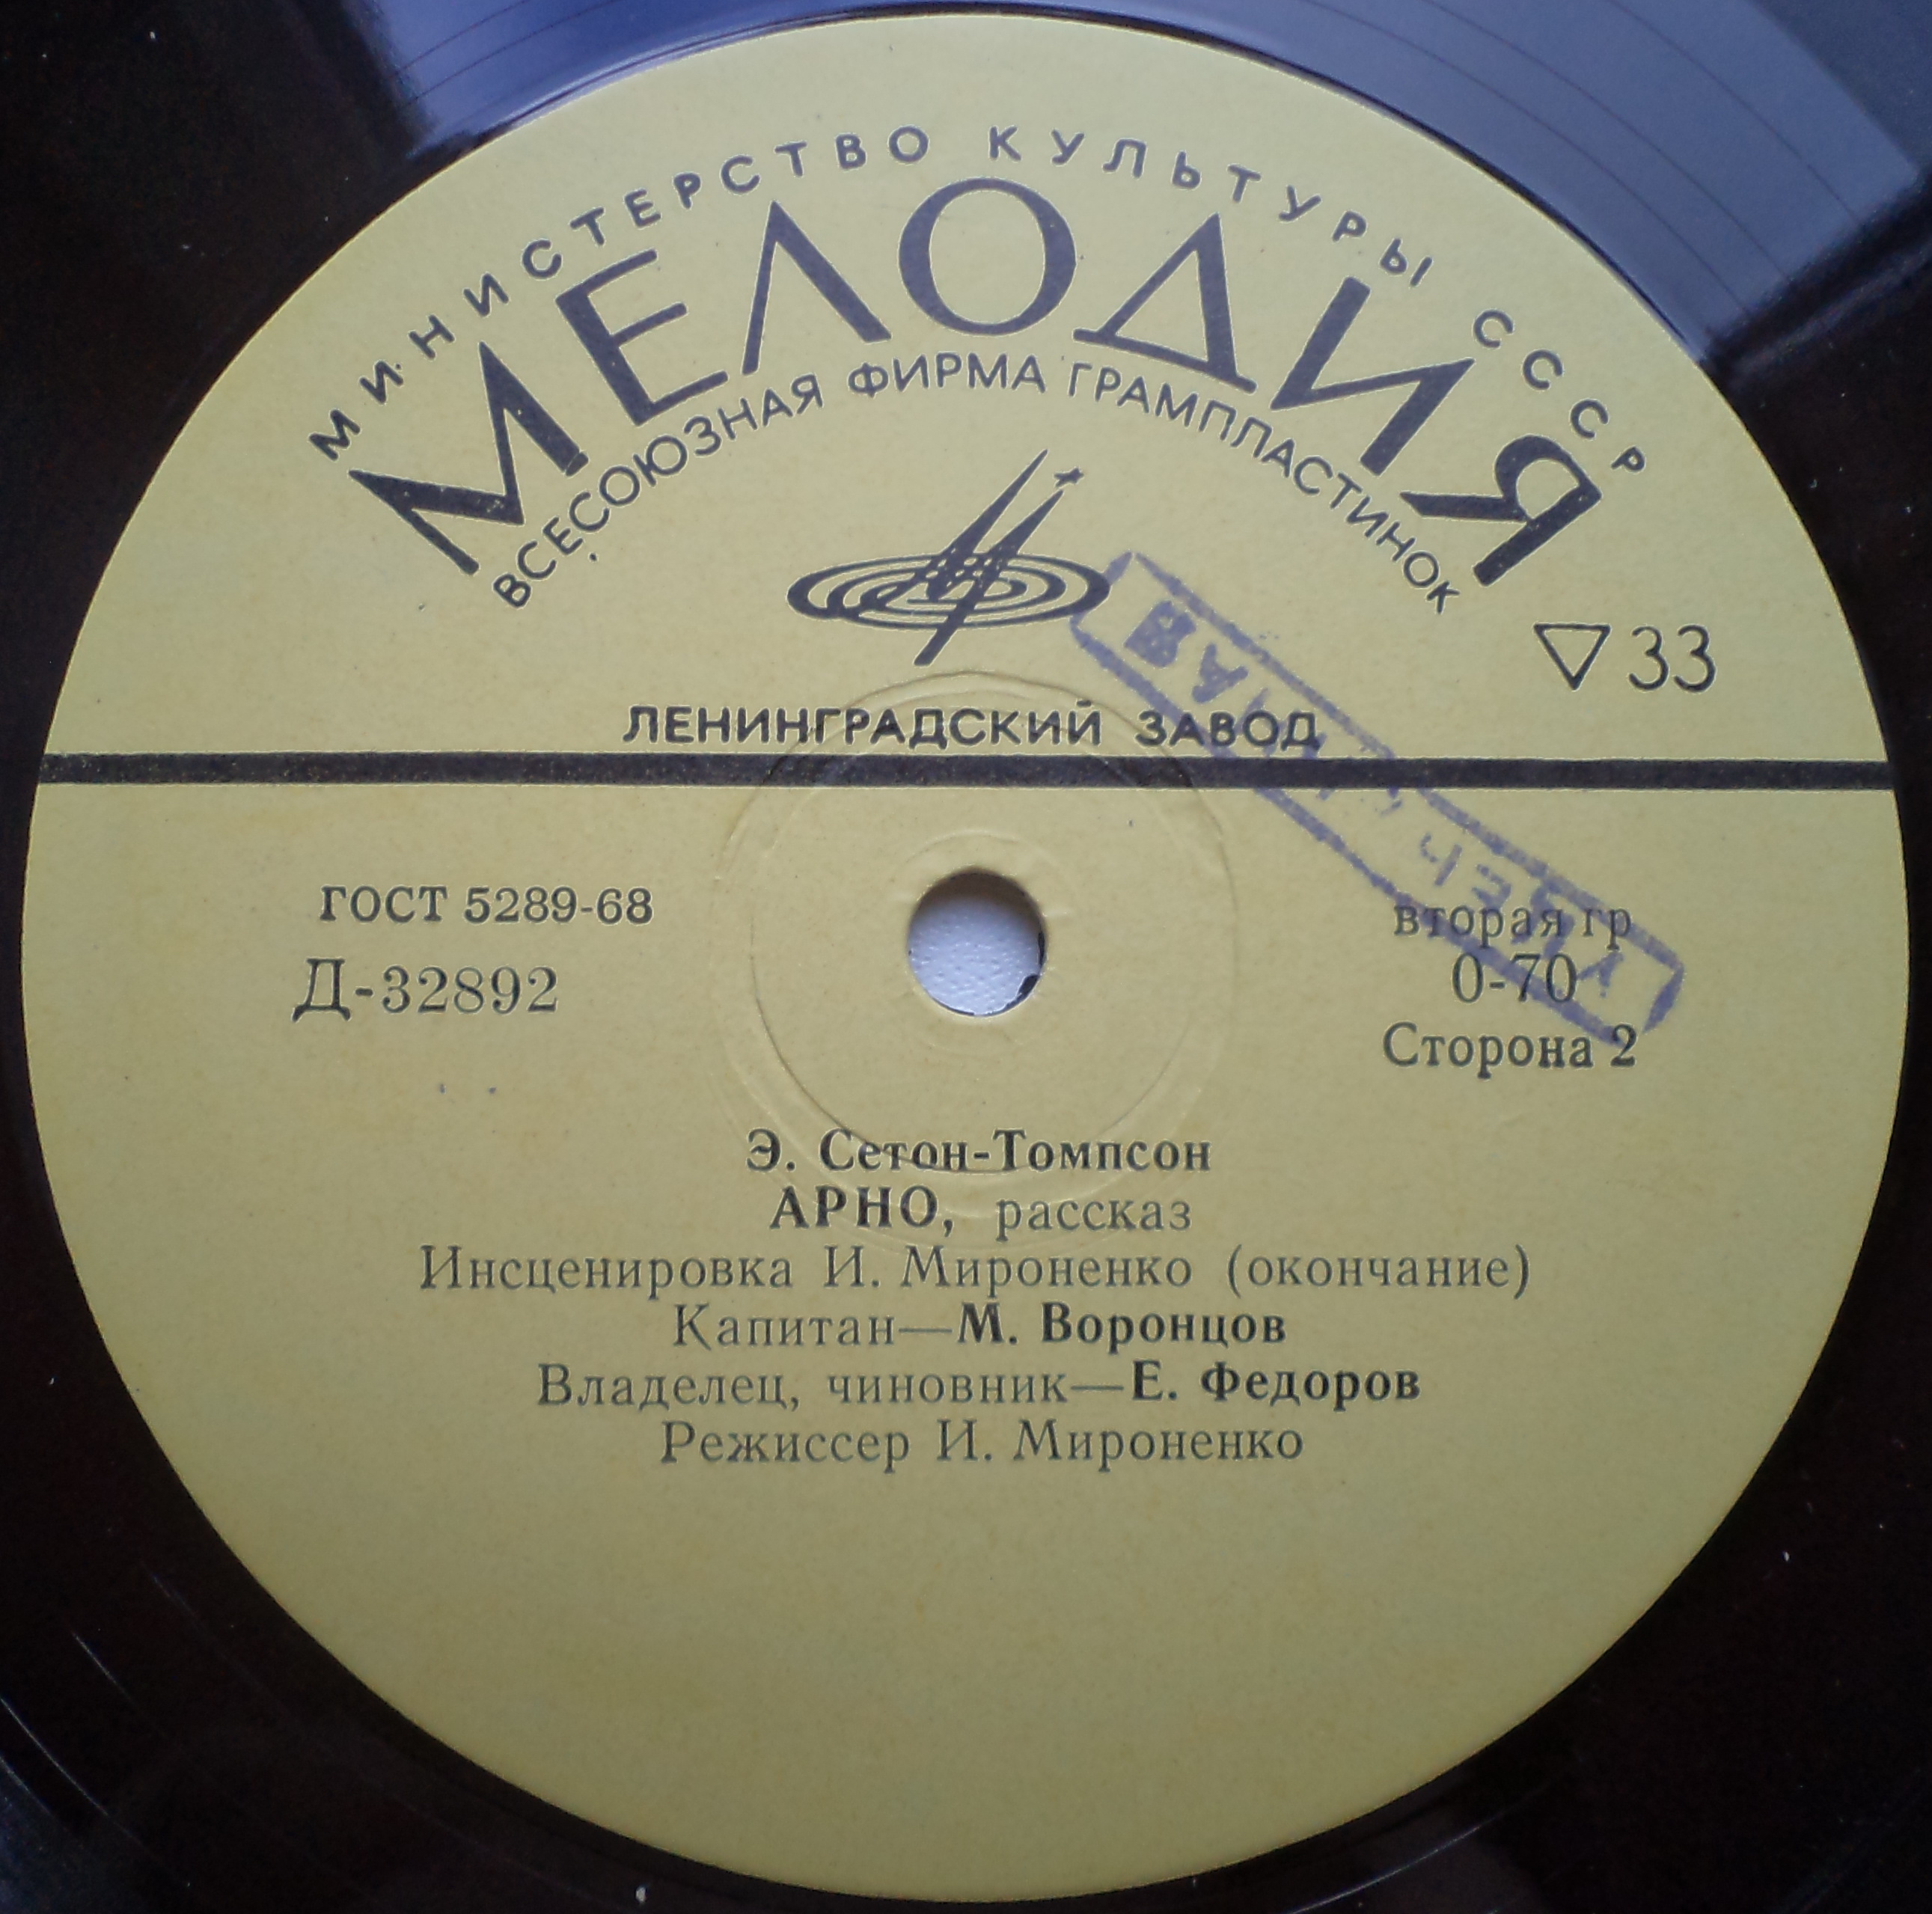 МИНИСТЕРСТВО КУЛЬТУРЫ СССР
МЕЛОДИЯ
ВСЕСОЮЗНАЯ ФИРМА ГРАМПЛАСТИНОК
▽33
ЛЕНИНГРАДСКИЙ ЗАВОД
ГОСТ 5289-68
Д-32892
вторая гр
0-70
Сторона 2
Э. Сетон-Томпсон
АРНО, рассказ
Инсценировка И. Мироненко (окончание)
Капитан—М. Воронцов
Владелец, чиновник—Е. Федоров
Режиссер И. Мироненко